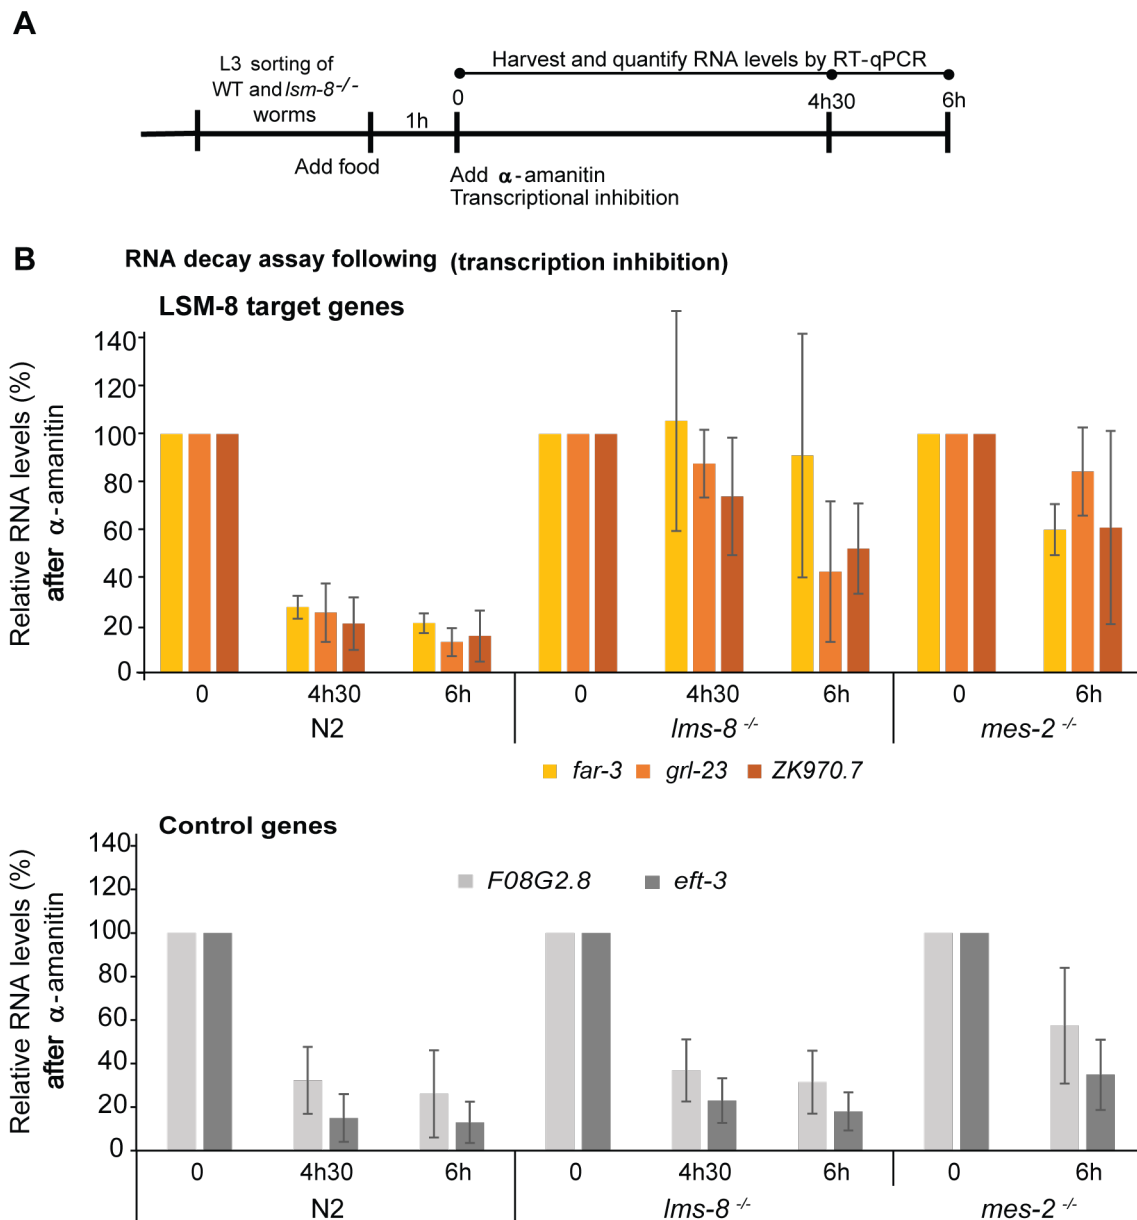 A
L3 sorting of
WT and lsm-8-/-
worms
Harvest and quantify RNA levels by RT-qPCR
0
4h30
6h
1h
Add food
Add α-amanitin
Transcriptional inhibition
B
RNA decay assay following (transcription inhibition)
LSM-8 target genes
Relative RNA levels (%)
after α-amanitin
140
120
100
80
60
40
20
0
0 4h30 6h 0 4h30 6h 0 6h
N2 lms-8 -/- mes-2 -/-
far-3 grl-23 ZK970.7
Control genes
Relative RNA levels (%)
after α-amanitin
140
120
100
80
60
40
20
0
F08G2.8 eft-3
0 4h30 6h 0 4h30 6h 0 6h
N2 lms-8 -/- mes-2 -/-